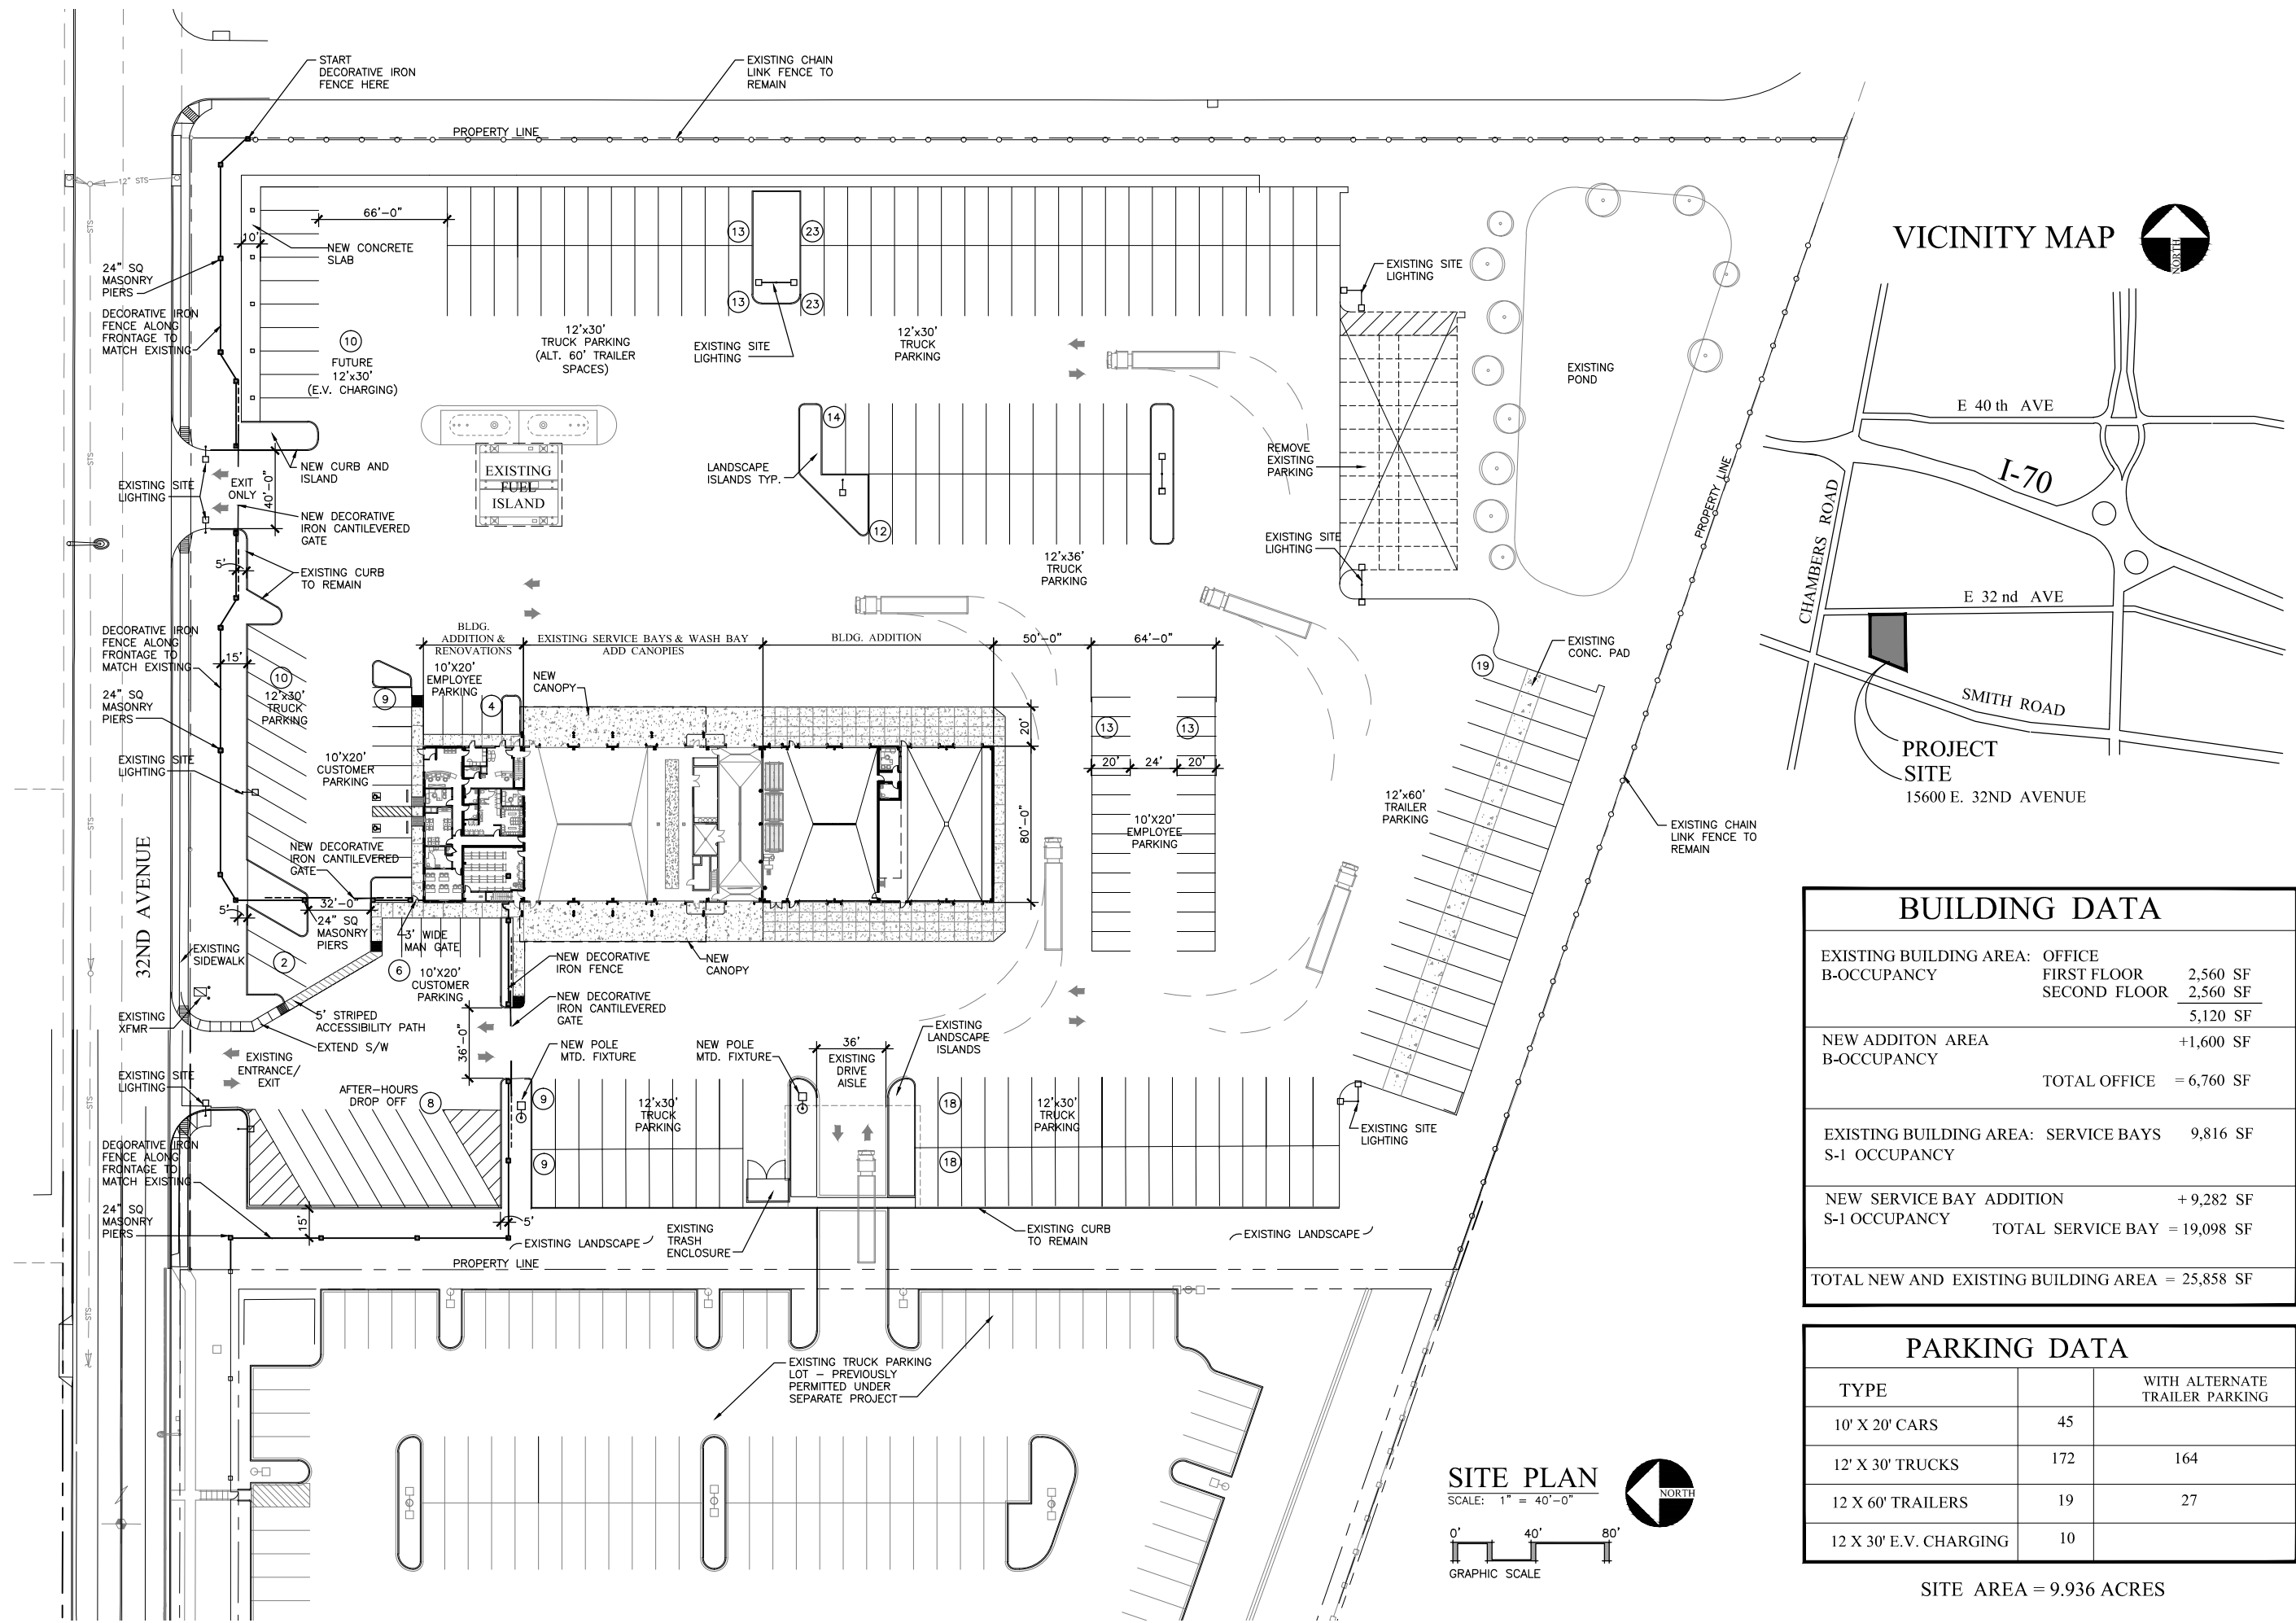 START
DECORATIVE IRON
FENCE HERE
EXISTING CHAIN
LINK FENCE TO
REMAIN
PROPERTY LINE
12" STS
STS
66'-0"
10'
NEW CONCRETE
SLAB
24" SQ
MASONRY
PIERS
DECORATIVE IRON
FENCE ALONG
FRONTAGE TO
MATCH EXISTING
10
FUTURE
12'x30'
(E.V. CHARGING)
13
23
13
23
12'x30'
TRUCK PARKING
(ALT. 60' TRAILER
SPACES)
EXISTING SITE
LIGHTING
12'x30'
TRUCK
PARKING
EXISTING SITE
LIGHTING
EXISTING
POND
VICINITY MAP
NORTH
E 40 th AVE
I-70
CHAMBERS ROAD
E 32 nd AVE
SMITH ROAD
PROJECT
SITE
15600 E. 32ND AVENUE
STS
EXISTING SITE
LIGHTING
EXIT
ONLY
40'-0"
NEW CURB AND
ISLAND
NEW DECORATIVE
IRON CANTILEVERED
GATE
EXISTING
FUEL
ISLAND
14
LANDSCAPE
ISLANDS TYP.
12
12'x36'
TRUCK
PARKING
REMOVE
EXISTING
PARKING
EXISTING SITE
LIGHTING
PROPERTY LINE
5'
EXISTING CURB
TO REMAIN
DECORATIVE IRON
FENCE ALONG
FRONTAGE TO
MATCH EXISTING
15'
10
12'x30'
TRUCK
PARKING
24" SQ
MASONRY
PIERS
EXISTING SITE
LIGHTING
BLDG.
ADDITION &
RENOVATIONS
EXISTING SERVICE BAYS & WASH BAY
ADD CANOPIES
BLDG. ADDITION
50'-0"
64'-0"
10'X20'
EMPLOYEE
PARKING
9
4
NEW
CANOPY
20'
13
13
20'
24'
20'
80'-0"
10'X20'
EMPLOYEE
PARKING
10'X20'
CUSTOMER
PARKING
19
EXISTING
CONC. PAD
12'x60'
TRAILER
PARKING
EXISTING CHAIN
LINK FENCE TO
REMAIN
32ND AVENUE
STS
NEW DECORATIVE
IRON CANTILEVERED
GATE
5'
32'-0"
24" SQ
MASONRY
PIERS
3' WIDE
MAN GATE
EXISTING
SIDEWALK
2
6
10'X20'
CUSTOMER
PARKING
NEW DECORATIVE
IRON FENCE
NEW DECORATIVE
IRON CANTILEVERED
GATE
NEW
CANOPY
EXISTING
XFMR
5' STRIPED
ACCESSIBILITY PATH
EXTEND S/W
36'-0"
EXISTING
ENTRANCE/
EXIT
EXISTING SITE
LIGHTING
AFTER-HOURS
DROP OFF
8
NEW POLE
MTD. FIXTURE
NEW POLE
MTD. FIXTURE
36'
EXISTING
DRIVE
AISLE
EXISTING
LANDSCAPE
ISLANDS
9
12'x30'
TRUCK
PARKING
9
18
12'x30'
TRUCK
PARKING
18
EXISTING SITE
LIGHTING
STS
DECORATIVE IRON
FENCE ALONG
FRONTAGE TO
MATCH EXISTING
24" SQ
MASONRY
PIERS
15'
5'
EXISTING LANDSCAPE
EXISTING
TRASH
ENCLOSURE
EXISTING CURB
TO REMAIN
EXISTING LANDSCAPE
PROPERTY LINE
STS
EXISTING TRUCK PARKING
LOT - PREVIOUSLY
PERMITTED UNDER
SEPARATE PROJECT
SITE PLAN
SCALE: 1" = 40'-0"
NORTH
0' 40' 80'
GRAPHIC SCALE
BUILDING DATA
EXISTING BUILDING AREA: OFFICE
B-OCCUPANCY FIRST FLOOR 2,560 SF
SECOND FLOOR 2,560 SF
5,120 SF
NEW ADDITON AREA +1,600 SF
B-OCCUPANCY
TOTAL OFFICE = 6,760 SF
EXISTING BUILDING AREA: SERVICE BAYS 9,816 SF
S-1 OCCUPANCY
NEW SERVICE BAY ADDITION + 9,282 SF
S-1 OCCUPANCY
TOTAL SERVICE BAY = 19,098 SF
TOTAL NEW AND EXISTING BUILDING AREA = 25,858 SF
PARKING DATA
TYPE WITH ALTERNATE
TRAILER PARKING
10' X 20' CARS 45
12' X 30' TRUCKS 172 164
12 X 60' TRAILERS 19 27
12 X 30' E.V. CHARGING 10
SITE AREA = 9.936 ACRES